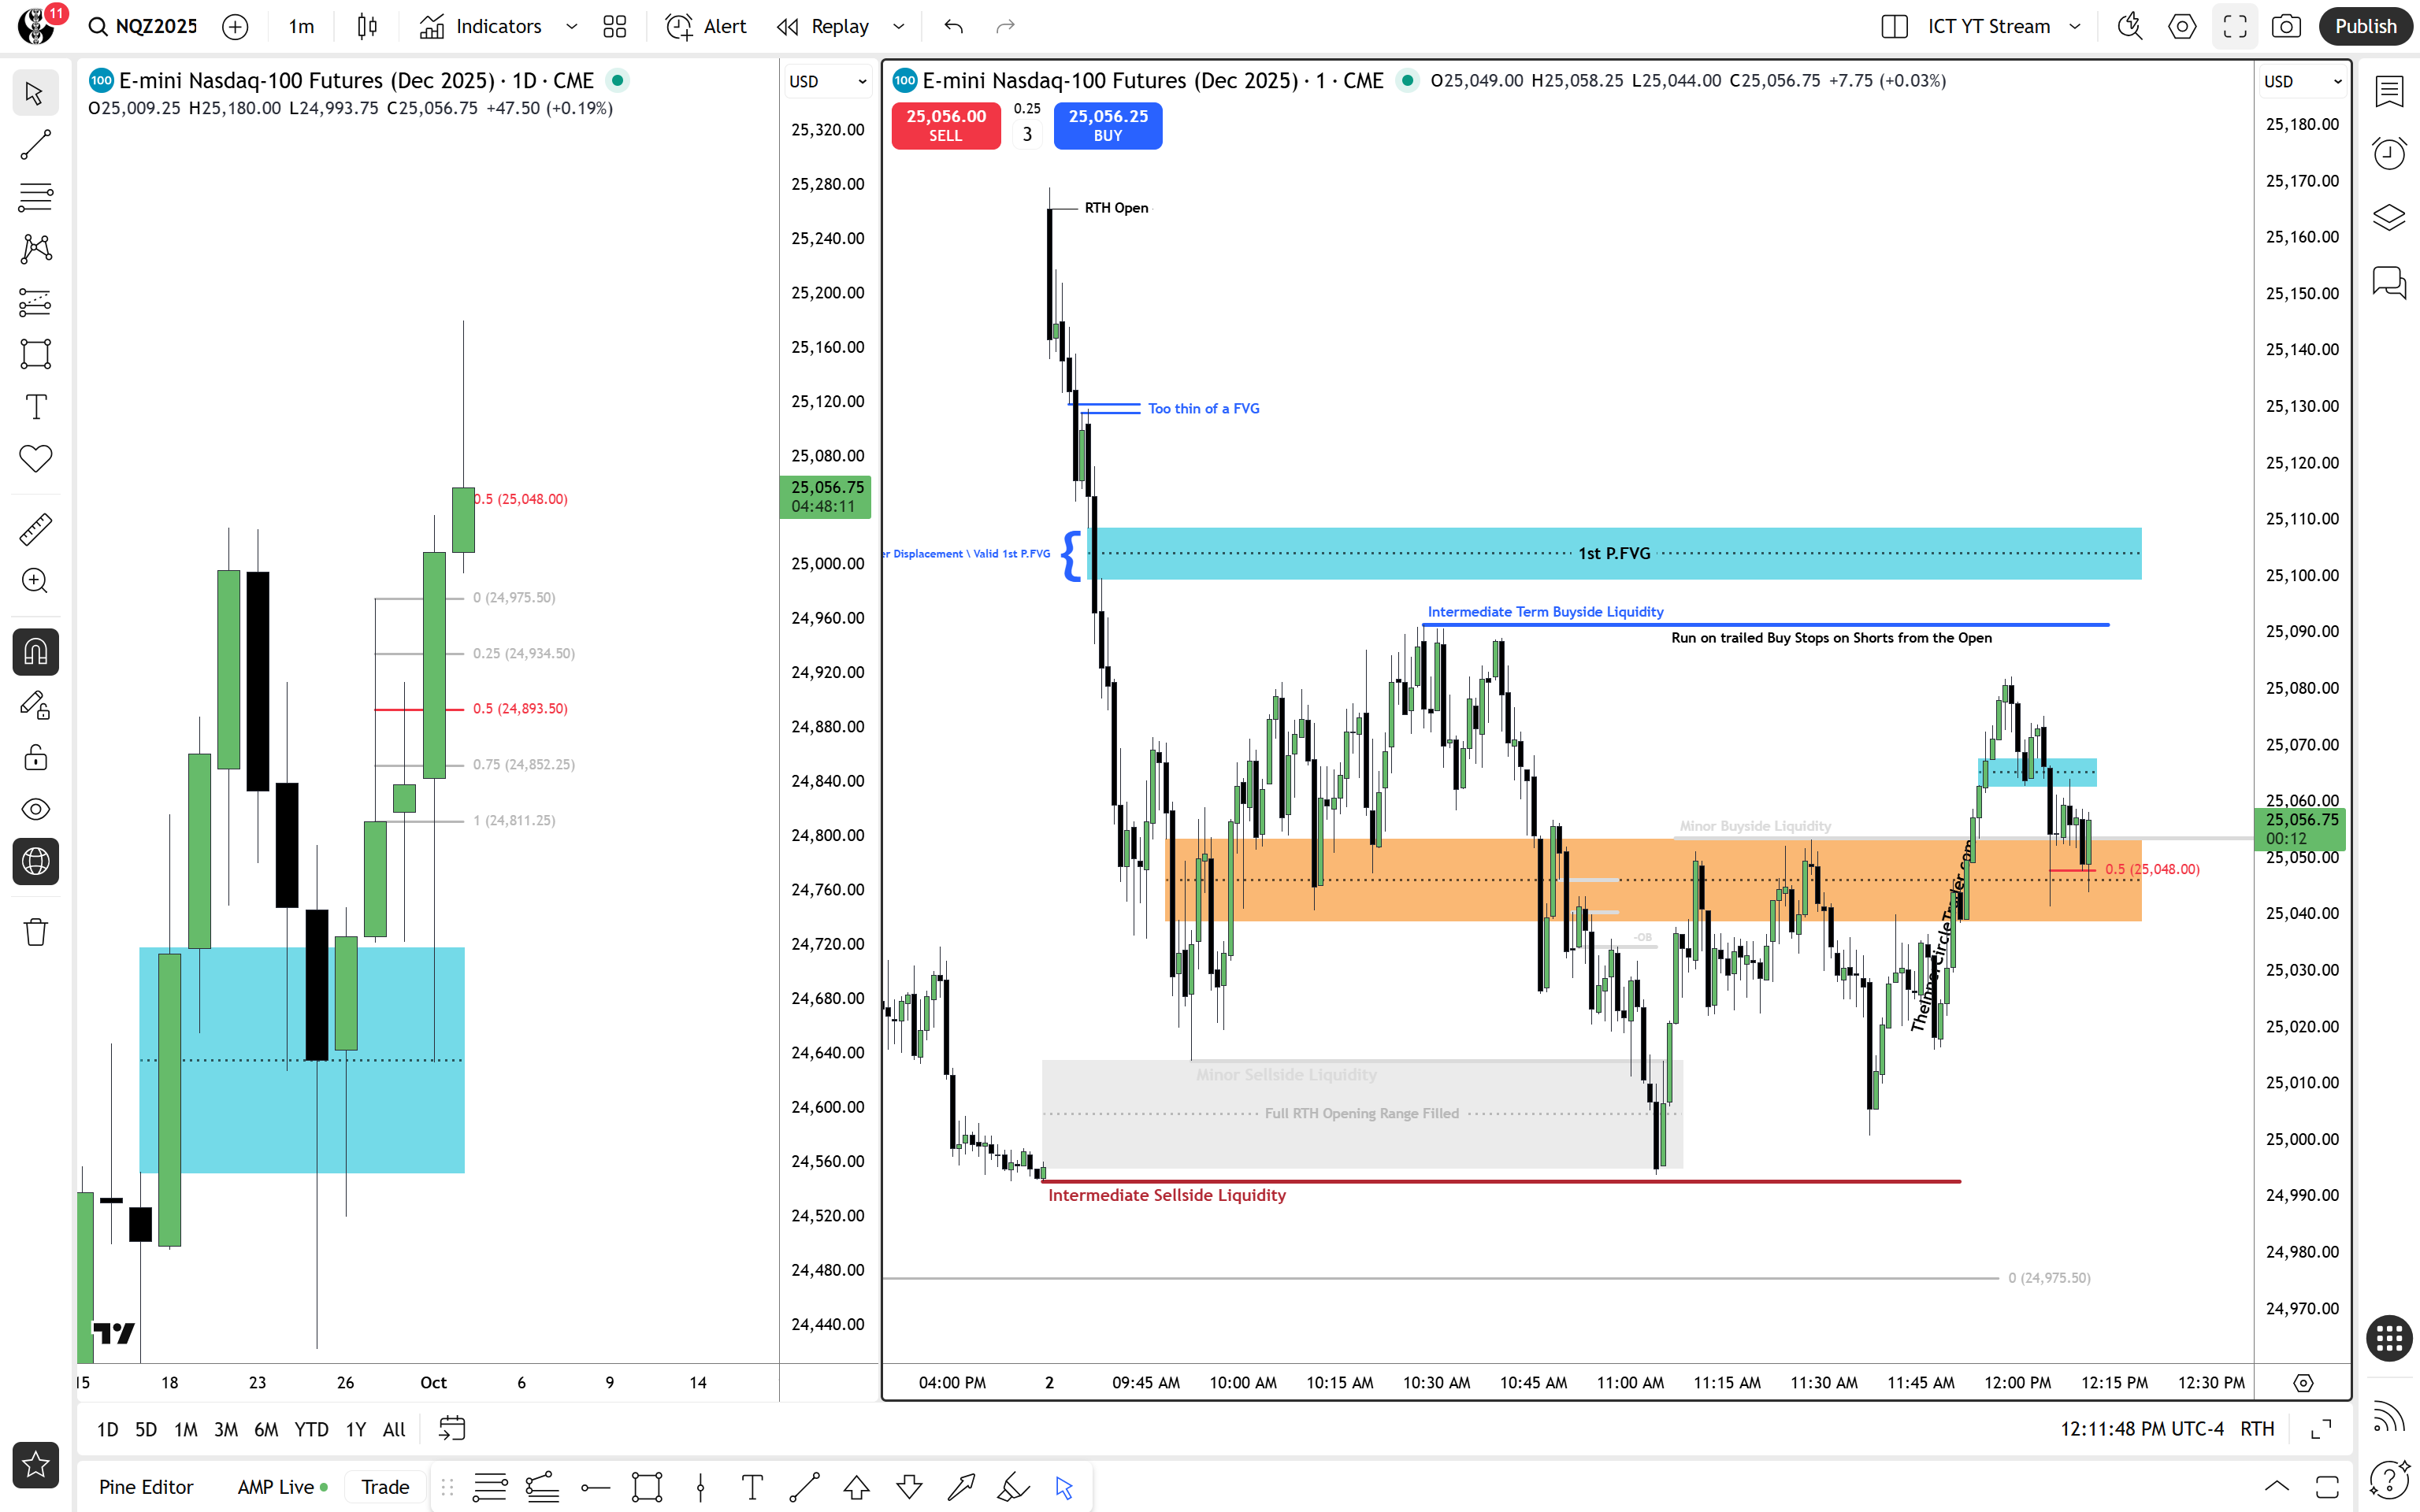 11
NQZ2025
1m
Indicators
Alert
Replay
ICT YT Stream
Publish
100 E-mini Nasdaq-100 Futures (Dec 2025) · 1D · CME
O25,009.25 H25,180.00 L24,993.75 C25,056.75 +47.50 (+0.19%)
USD
25,320.00
25,280.00
25,240.00
25,200.00
25,160.00
25,120.00
25,080.00
25,056.75
04:48:11
25,000.00
24,960.00
24,920.00
24,880.00
24,840.00
24,800.00
24,760.00
24,720.00
24,680.00
24,640.00
24,600.00
24,560.00
24,520.00
24,480.00
24,440.00
0.5 (25,048.00)
0 (24,975.50)
0.25 (24,934.50)
0.5 (24,893.50)
0.75 (24,852.25)
1 (24,811.25)
15 18 23 26 Oct 6 9 14
100 E-mini Nasdaq-100 Futures (Dec 2025) · 1 · CME
O25,049.00 H25,058.25 L25,044.00 C25,056.75 +7.75 (+0.03%)
25,056.00
SELL
0.25
3
25,056.25
BUY
USD
RTH Open
Too thin of a FVG
er Displacement \ Valid 1st P.FVG {
1st P.FVG
Intermediate Term Buyside Liquidity
Run on trailed Buy Stops on Shorts from the Open
Minor Buyside Liquidity
TheInnerCircleTrader.com
0.5 (25,048.00)
-OB
Minor Sellside Liquidity
Full RTH Opening Range Filled
Intermediate Sellside Liquidity
0 (24,975.50)
25,180.00
25,170.00
25,160.00
25,150.00
25,140.00
25,130.00
25,120.00
25,110.00
25,100.00
25,090.00
25,080.00
25,070.00
25,060.00
25,056.75
00:12
25,050.00
25,040.00
25,030.00
25,020.00
25,010.00
25,000.00
24,990.00
24,980.00
24,970.00
04:00 PM 2 09:45 AM 10:00 AM 10:15 AM 10:30 AM 10:45 AM 11:00 AM 11:15 AM 11:30 AM 11:45 AM 12:00 PM 12:15 PM 12:30 PM
1D 5D 1M 3M 6M YTD 1Y All
12:11:48 PM UTC-4 RTH
Pine Editor AMP Live Trade